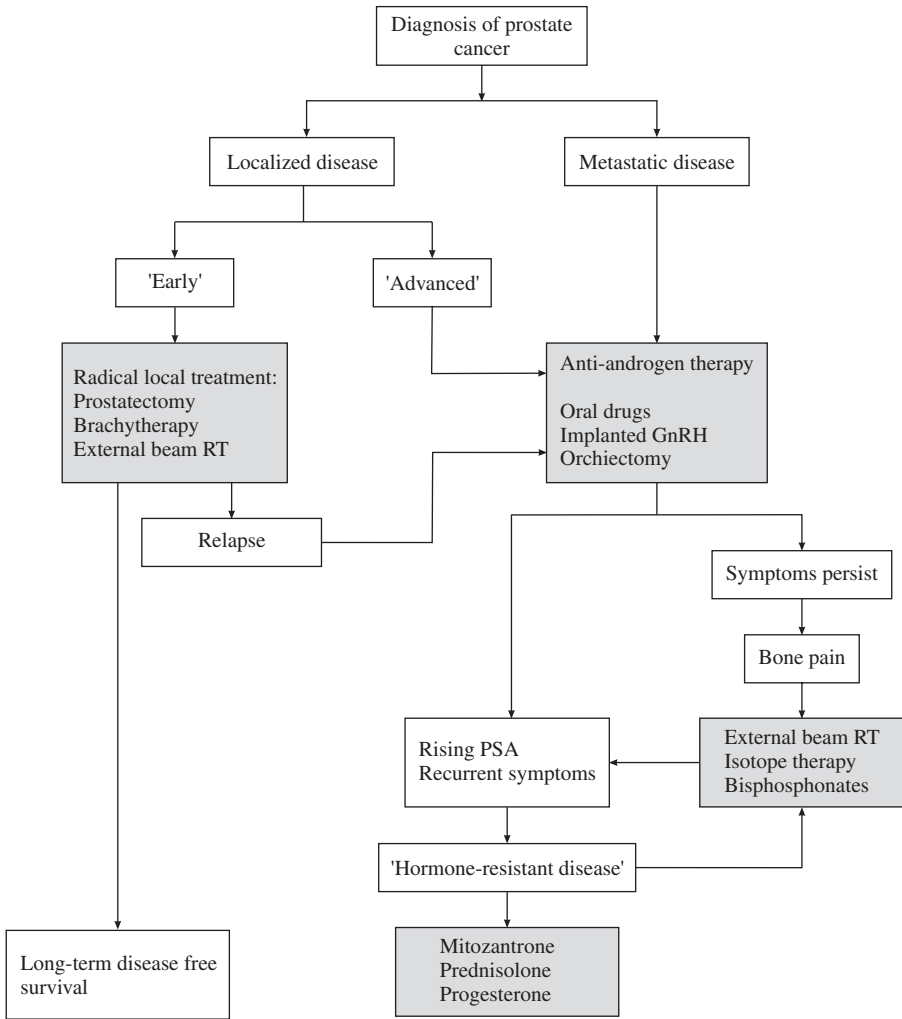 Diagnosis of prostate
cancer
Localized disease
Metastatic disease
'Early'
'Advanced'
Radical local treatment:
Prostatectomy
Brachytherapy
External beam RT
Anti-androgen therapy
Oral drugs
Implanted GnRH
Orchiectomy
Relapse
Symptoms persist
Bone pain
Rising PSA
Recurrent symptoms
External beam RT
Isotope therapy
Bisphosphonates
'Hormone-resistant disease'
Long-term disease free
survival
Mitozantrone
Prednisolone
Progesterone